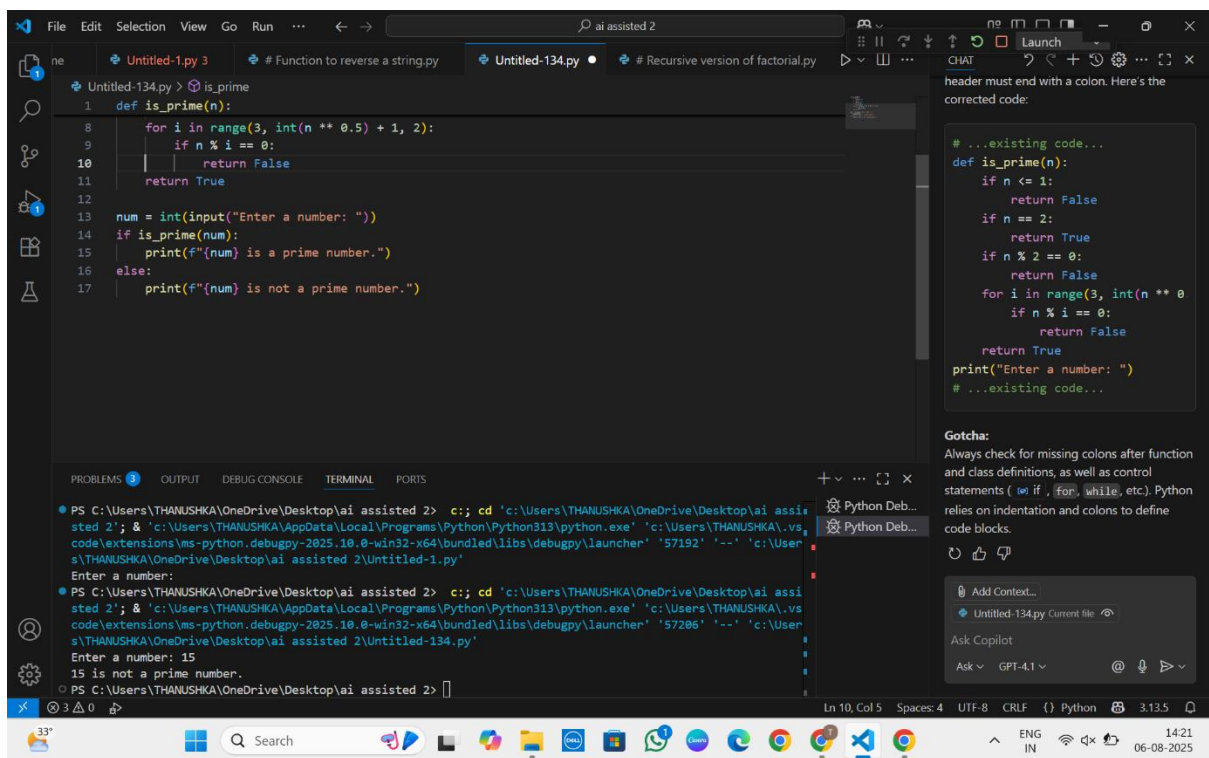 File Edit Selection View Go Run ··· ai assisted 2
Launch
ne Untitled-1.py 3 # Function to reverse a string.py Untitled-134.py # Recursive version of factorial.py
Untitled-134.py > is_prime
1 def is_prime(n):
8 for i in range(3, int(n ** 0.5) + 1, 2):
9 if n % i == 0:
10 return False
11 return True
12
13 num = int(input("Enter a number: "))
14 if is_prime(num):
15 print(f"{num} is a prime number.")
16 else:
17 print(f"{num} is not a prime number.")
PROBLEMS 3 OUTPUT DEBUG CONSOLE TERMINAL PORTS
PS C:\Users\THANUSHKA\OneDrive\Desktop\ai assisted 2> c:; cd 'c:\Users\THANUSHKA\OneDrive\Desktop\ai assi
sted 2'; & 'c:\Users\THANUSHKA\AppData\Local\Programs\Python\Python313\python.exe' 'c:\Users\THANUSHKA\.vs
code\extensions\ms-python.debugpy-2025.10.0-win32-x64\bundled\libs\debugpy\launcher' '57192' '--' 'c:\User
s\THANUSHKA\OneDrive\Desktop\ai assisted 2\Untitled-1.py'
Enter a number:
PS C:\Users\THANUSHKA\OneDrive\Desktop\ai assisted 2> c:; cd 'c:\Users\THANUSHKA\OneDrive\Desktop\ai assi
sted 2'; & 'c:\Users\THANUSHKA\AppData\Local\Programs\Python\Python313\python.exe' 'c:\Users\THANUSHKA\.vs
code\extensions\ms-python.debugpy-2025.10.0-win32-x64\bundled\libs\debugpy\launcher' '57206' '--' 'c:\User
s\THANUSHKA\OneDrive\Desktop\ai assisted 2\Untitled-134.py'
Enter a number: 15
15 is not a prime number.
PS C:\Users\THANUSHKA\OneDrive\Desktop\ai assisted 2>
Python Deb...
Python Deb...
CHAT
header must end with a colon. Here's the
corrected code:
# ...existing code...
def is_prime(n):
if n <= 1:
return False
if n == 2:
return True
if n % 2 == 0:
return False
for i in range(3, int(n ** 0
if n % i == 0:
return False
return True
print("Enter a number: ")
# ...existing code...
Gotcha:
Always check for missing colons after function
and class definitions, as well as control
statements ( if , for, while, etc.). Python
relies on indentation and colons to define
code blocks.
Add Context...
Untitled-134.py Current file
Ask Copilot
Ask GPT-4.1
3 0 Ln 10, Col 5 Spaces: 4 UTF-8 CRLF {} Python 3.13.5
33° Search ENG 14:21
IN 06-08-2025